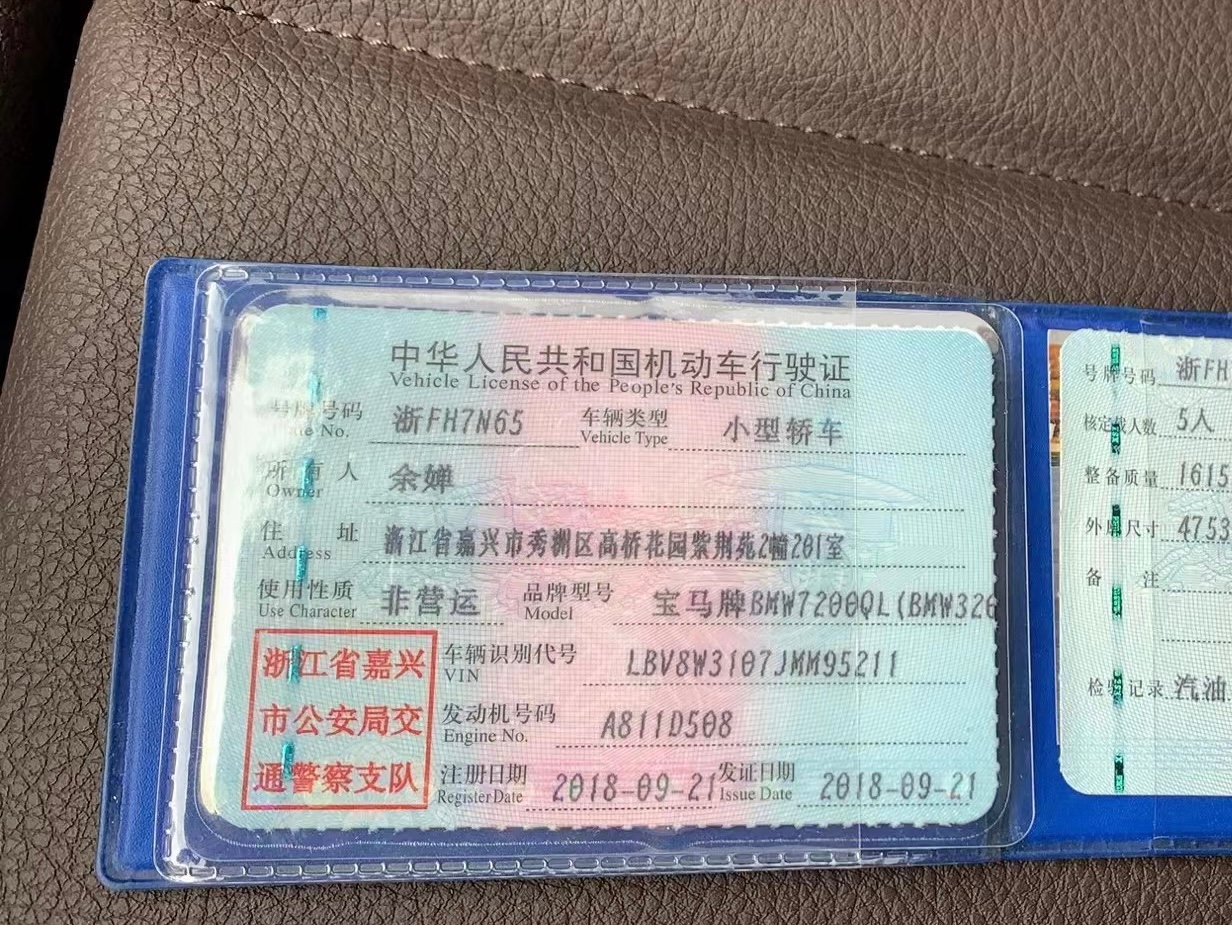 中华人民共和国机动车行驶证
Vehicle License of the People's Republic of China
号牌号码 浙FH7N65 车辆类型 小型轿车
Plate No. Vehicle Type
所有人 余婵
Owner
住址 浙江省嘉兴市秀洲区高桥花园紫荆苑2幢201室
Address
使用性质 非营运 品牌型号 宝马牌BMW7200QL(BMW320
Use Character Model
浙江省嘉兴
市公安局交
通警察支队
车辆识别代号 LBV8W3107JMM95211
VIN
发动机号码 A811D508
Engine No.
注册日期 2018-09-21 发证日期 2018-09-21
Register Date Issue Date
号牌号码 浙FH
核定载人数 5人
整备质量 1615
外廓尺寸 4755
备注
检验记录 汽油